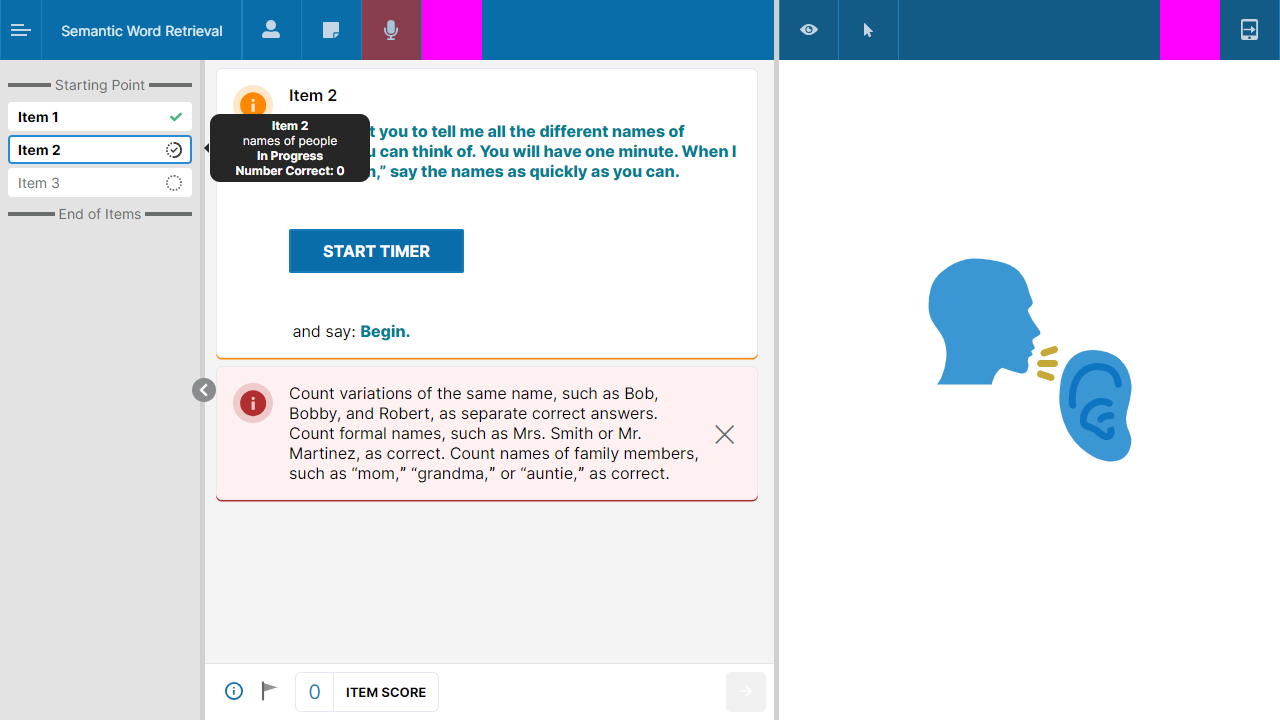 Semantic Word Retrieval
Starting Point
Item 1
Item 2
Item 3
End of Items
Item 2
names of people
In Progress
Number Correct: 0
Item 2
t you to tell me all the different names of
u can think of. You will have one minute. When I
,” say the names as quickly as you can.
START TIMER
and say: Begin.
Count variations of the same name, such as Bob,
Bobby, and Robert, as separate correct answers.
Count formal names, such as Mrs. Smith or Mr.
Martinez, as correct. Count names of family members,
such as “mom,” “grandma,” or “auntie,” as correct.
0 ITEM SCORE